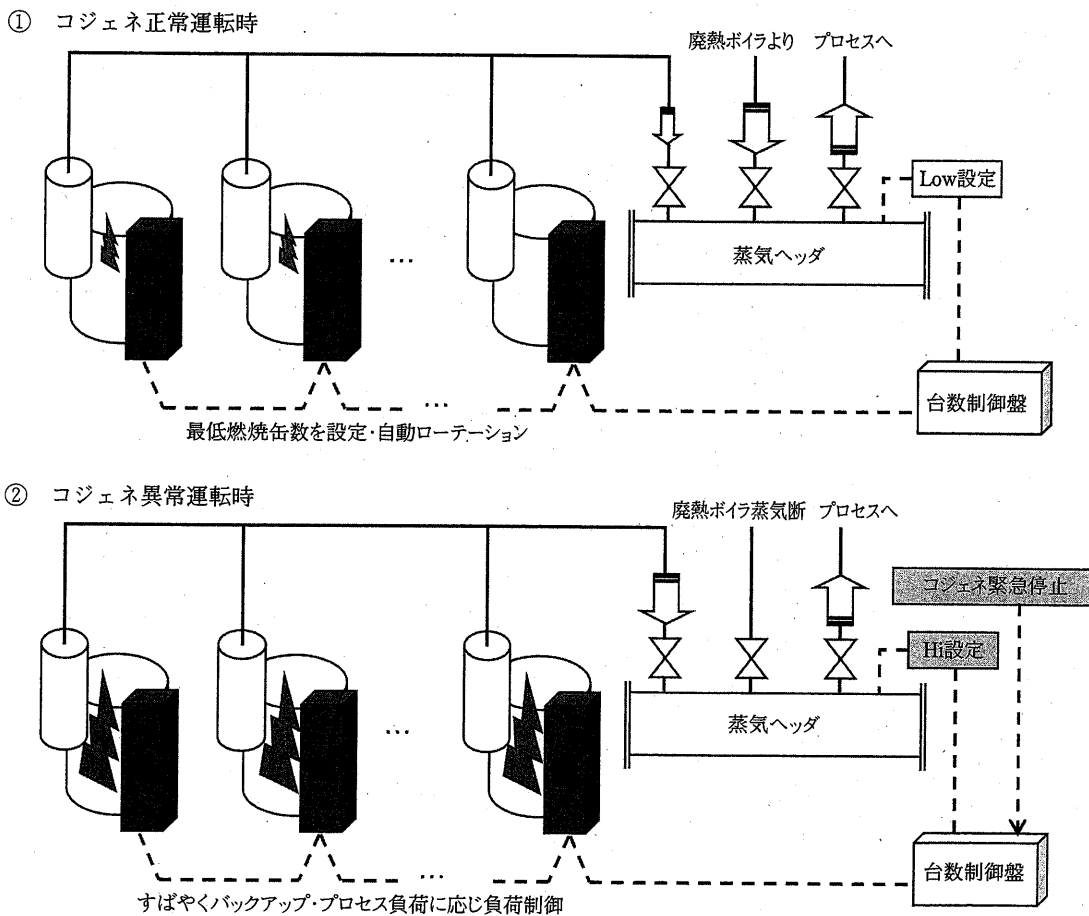 ① コジェネ正常運転時
廃熱ボイラより プロセスへ
Low設定
蒸気ヘッダ
…
台数制御盤
…
最低燃焼缶数を設定・自動ローテーション
② コジェネ異常運転時
廃熱ボイラ蒸気断 プロセスへ
コジェネ緊急停止
Hi設定
蒸気ヘッダ
…
台数制御盤
…
すばやくバックアップ・プロセス負荷に応じ負荷制御